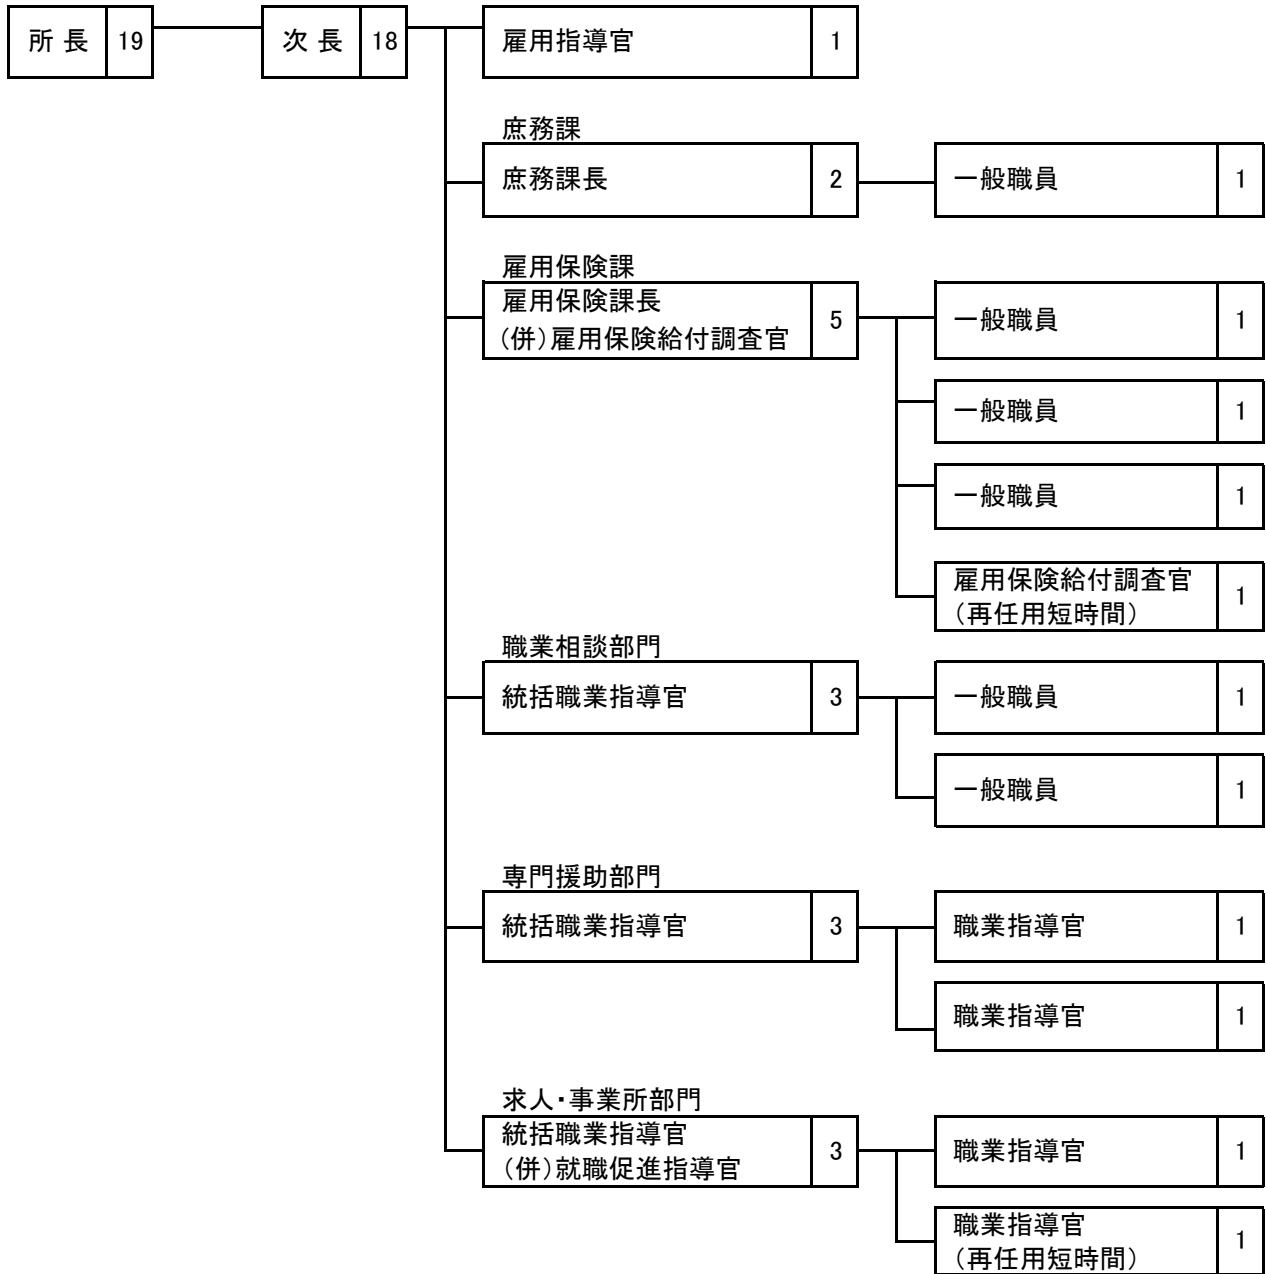 所 長 19 次 長 18 雇用指導官 1
庶務課
庶務課長 2 一般職員 1
雇用保険課
雇用保険課長
（併）雇用保険給付調査官 5 一般職員 1
一般職員 1
一般職員 1
雇用保険給付調査官
（再任用短時間） 1
職業相談部門
統括職業指導官 3 一般職員 1
一般職員 1
専門援助部門
統括職業指導官 3 職業指導官 1
職業指導官 1
求人・事業所部門
統括職業指導官
（併）就職促進指導官 3 職業指導官 1
職業指導官
（再任用短時間） 1